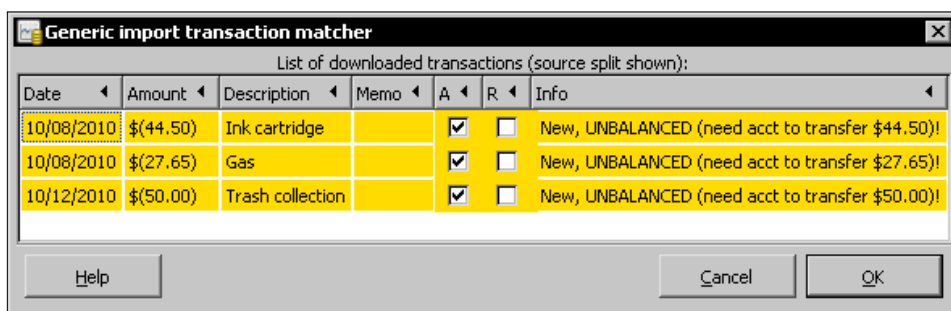 Generic import transaction matcher
List of downloaded transactions (source split shown):
Date Amount Description Memo A R Info
10/08/2010 $(44.50) Ink cartridge New, UNBALANCED (need acct to transfer $44.50)!
10/08/2010 $(27.65) Gas New, UNBALANCED (need acct to transfer $27.65)!
10/12/2010 $(50.00) Trash collection New, UNBALANCED (need acct to transfer $50.00)!
Help Cancel OK